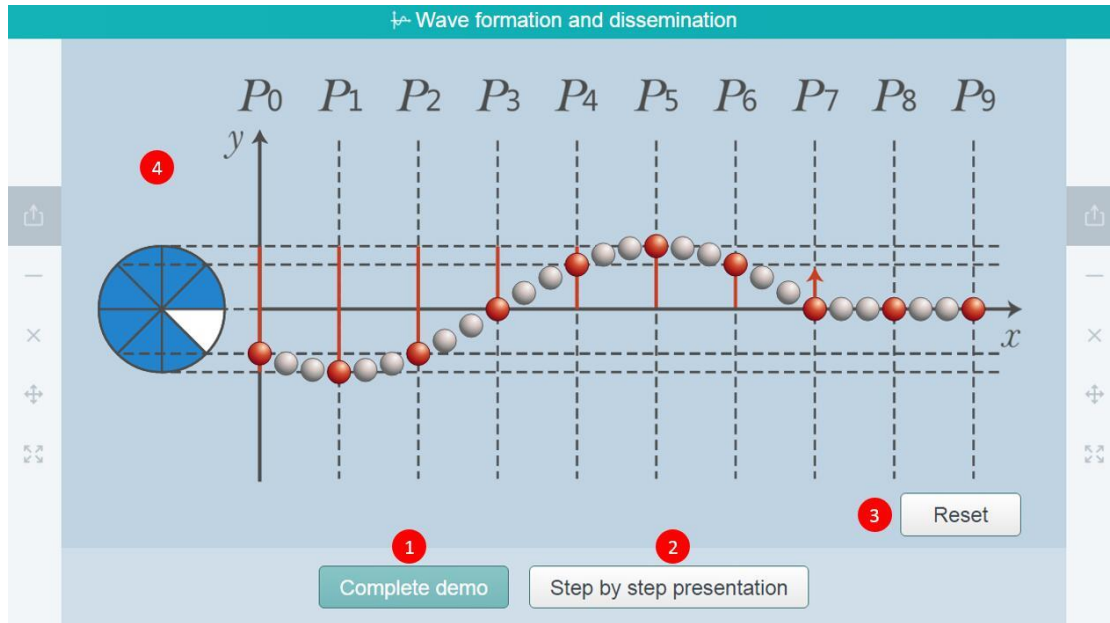 Wave formation and dissemination
P0 P1 P2 P3 P4 P5 P6 P7 P8 P9
y
4
x
3 Reset
1 2
Complete demo Step by step presentation